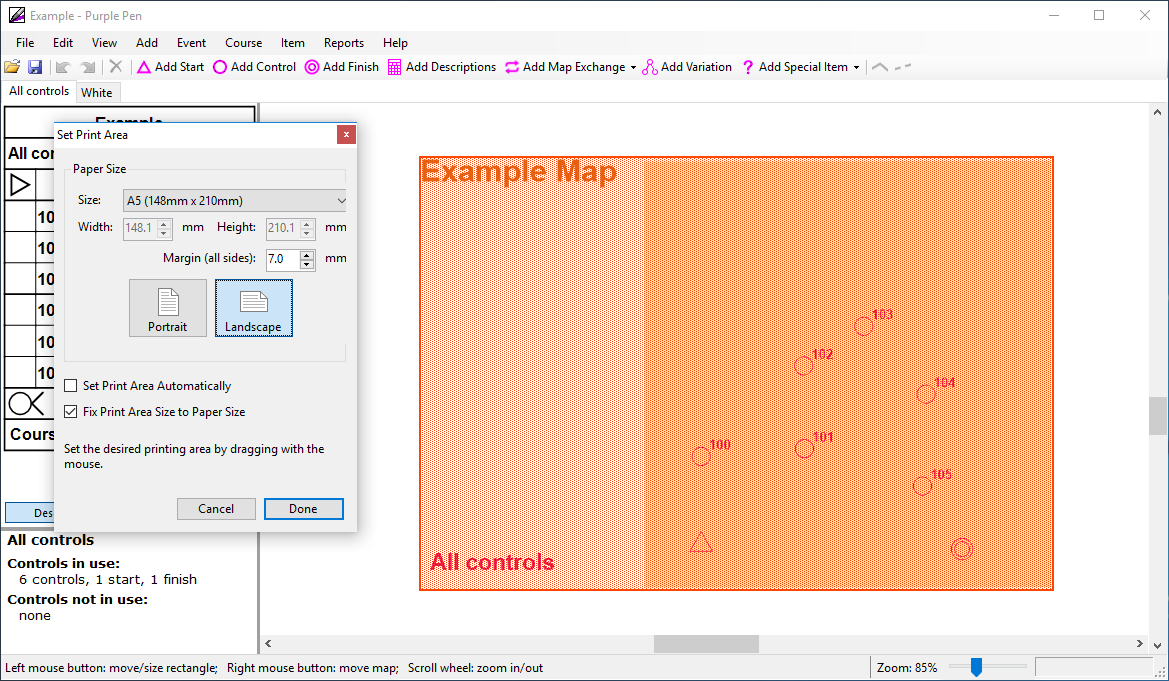 Example - Purple Pen
File Edit View Add Event Course Item Reports Help
Add Start Add Control Add Finish Add Descriptions Add Map Exchange Add Variation ? Add Special Item
All controls White
Example
Set Print Area
All cor
Paper Size
Size: A5 (148mm x 210mm)
Width: 148.1 mm Height: 210.1 mm
Margin (all sides): 7.0 mm
Portrait Landscape
Set Print Area Automatically
Fix Print Area Size to Paper Size
Set the desired printing area by dragging with the
mouse.
Cancel Done
10
10
10
10
10
10
Cours
Des
All controls
Controls in use:
6 controls, 1 start, 1 finish
Controls not in use:
none
Example Map
103
102
104
101
100
105
All controls
Left mouse button: move/size rectangle; Right mouse button: move map; Scroll wheel: zoom in/out
Zoom: 85%